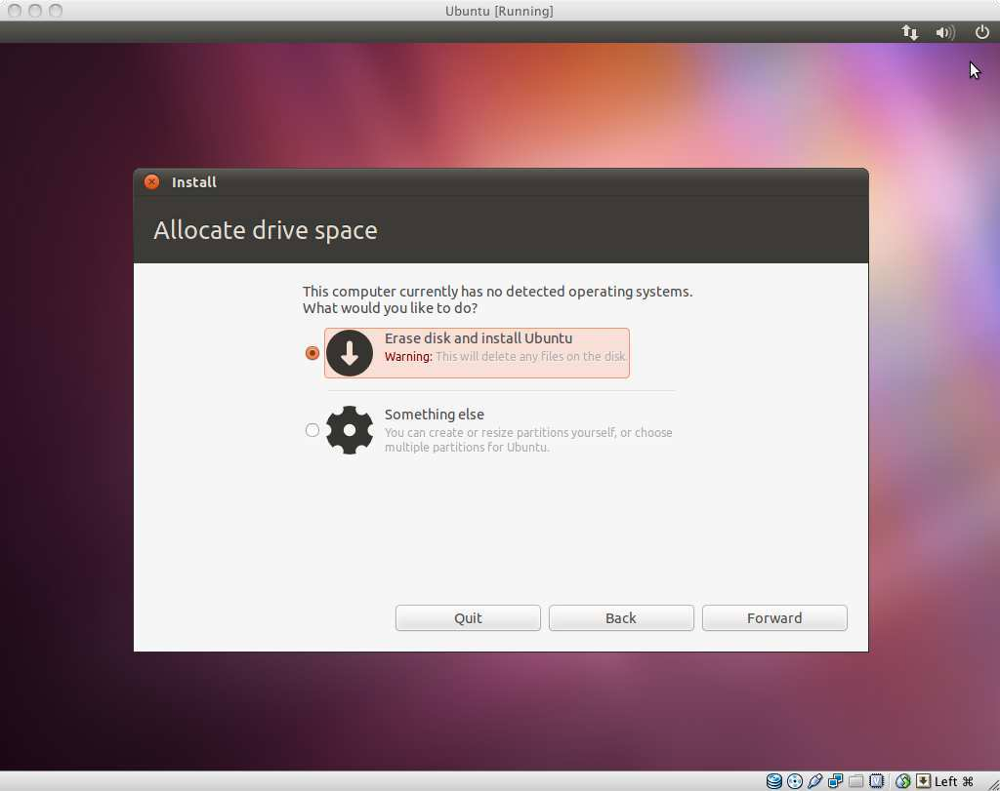 Ubuntu [Running]
Install
Allocate drive space
This computer currently has no detected operating systems.
What would you like to do?
Erase disk and install Ubuntu
Warning: This will delete any files on the disk.
Something else
You can create or resize partitions yourself, or choose
multiple partitions for Ubuntu.
Quit
Back
Forward
Left ⌘